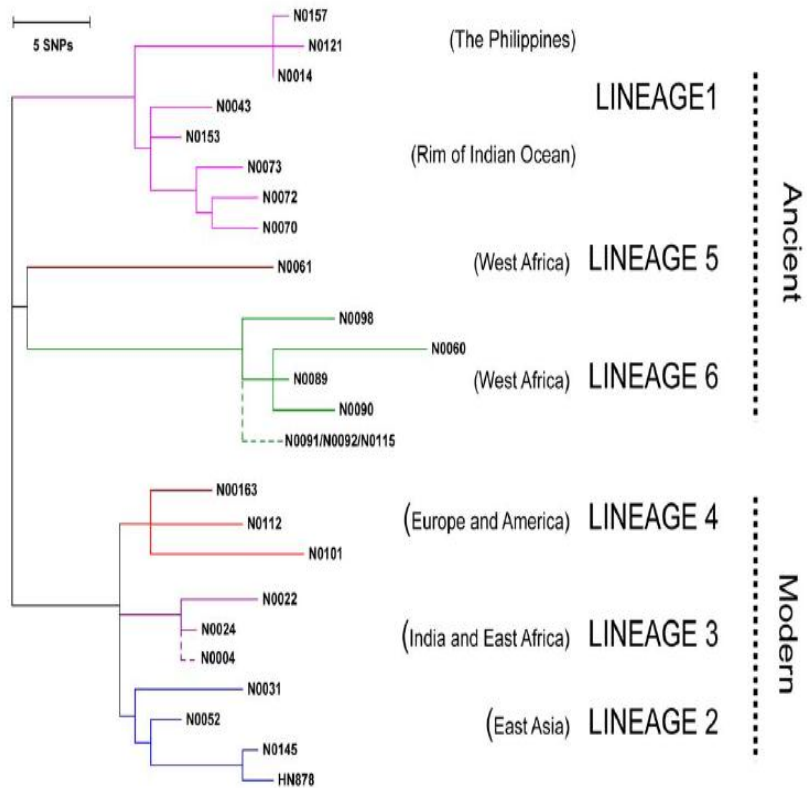 N0157
5 SNPs
N0121
(The Philippines)
N0014
LINEAGE1
N0043
N0153
(Rim of Indian Ocean)
N0073
N0072
N0070
Ancient
N0061
(West Africa) LINEAGE 5
N0098
N0060
N0089
(West Africa) LINEAGE 6
N0090
N0091/N0092/N0115
N00163
N0112
(Europe and America) LINEAGE 4
N0101
N0022
N0024
(India and East Africa) LINEAGE 3
N0004
Modern
N0031
N0052
(East Asia) LINEAGE 2
N0145
HN878